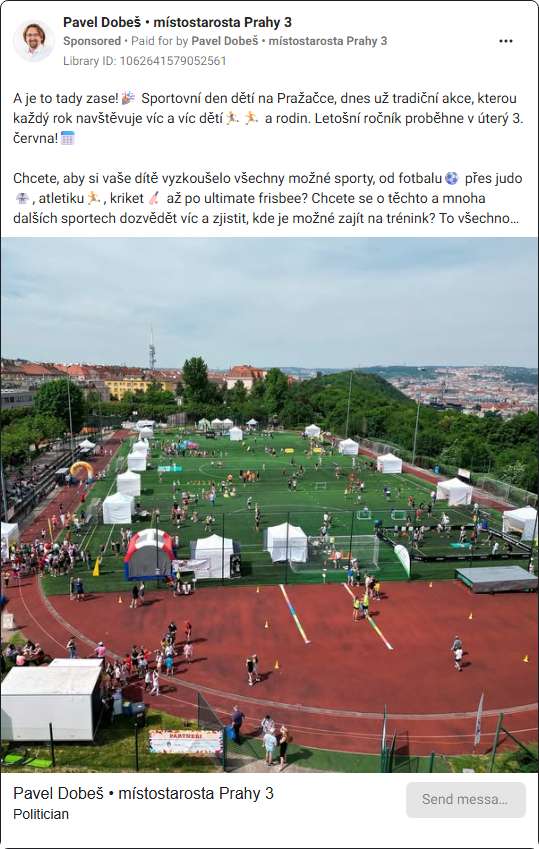 Pavel Dobeš • místostarosta Prahy 3
Sponsored • Paid for by Pavel Dobeš • místostarosta Prahy 3
Library ID: 1062641579052561
A je to tady zase!🎉 Sportovní den dětí na Pražačce, dnes už tradiční akce, kterou
každý rok navštěvuje víc a víc dětí🏃🏃 a rodin. Letošní ročník proběhne v úterý 3.
června!📅
Chcete, aby si vaše dítě vyzkoušelo všechny možné sporty, od fotbalu⚽ přes judo
🥋, atletiku🏃, kriket🏏 až po ultimate frisbee? Chcete se o těchto a mnoha
dalších sportech dozvědět víc a zjistit, kde je možné zajít na trénink? To všechno…
PARTNEŘI
Pavel Dobeš • místostarosta Prahy 3
Politician
Send messa…